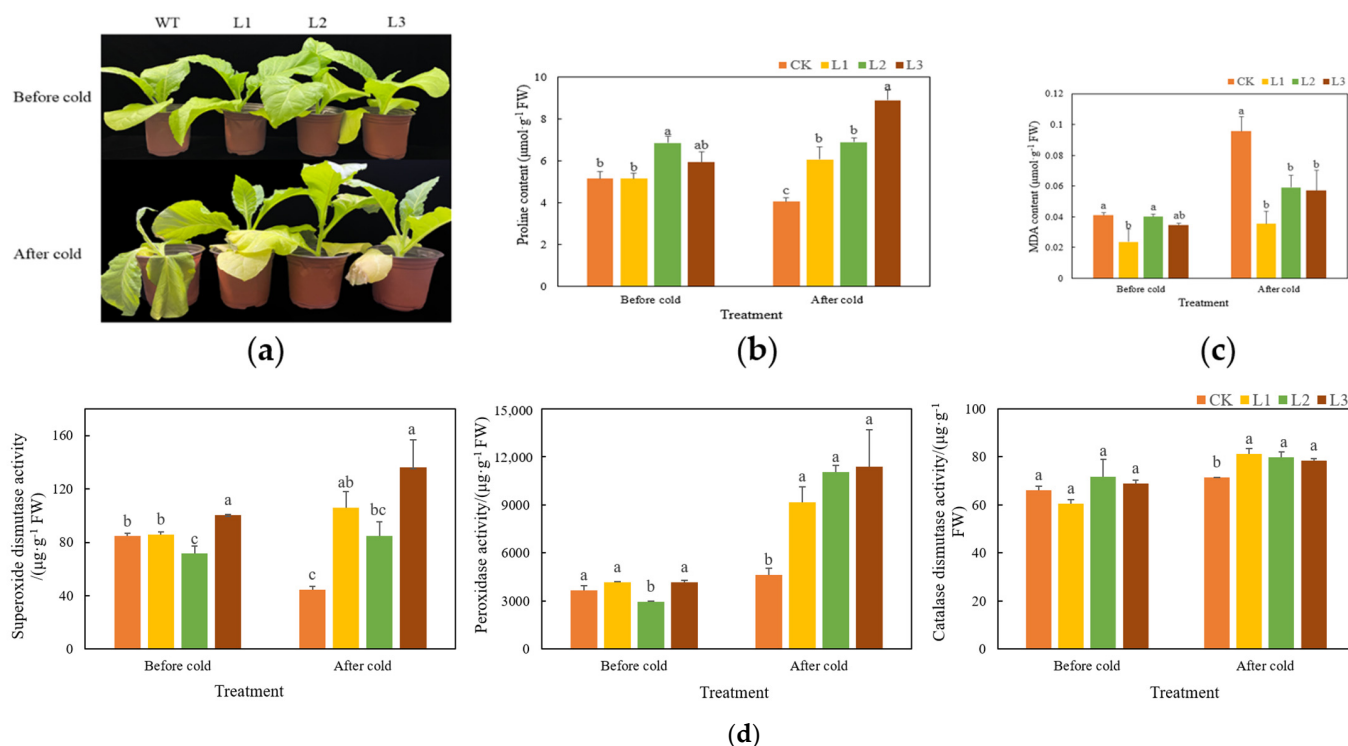 WT L1 L2 L3
Before cold
After cold
(a)
CK L1 L2 L3
Proline content (μmol·g⁻¹ FW)
10
8
6
4
2
0
b b a ab
c b b a
Before cold After cold
Treatment
(b)
CK L1 L2 L3
MDA content (μmol·g⁻¹ FW)
0.12
0.1
0.08
0.06
0.04
0.02
0
a b a ab
a b b b
Before cold After cold
Treatment
(c)
Superoxide dismutase activity
/(μg·g⁻¹ FW)
160
120
80
40
0
b b c a
c ab bc a
Before cold After cold
Treatment
Peroxidase activity/(μg·g⁻¹ FW)
15,000
12,000
9000
6000
3000
0
a a b a
b a a a
Before cold After cold
Treatment
CK L1 L2 L3
Catalase dismutase activity/(μg·g⁻¹
FW)
100
80
60
40
20
0
a a a a
b a a a
Before cold After cold
Treatment
(d)